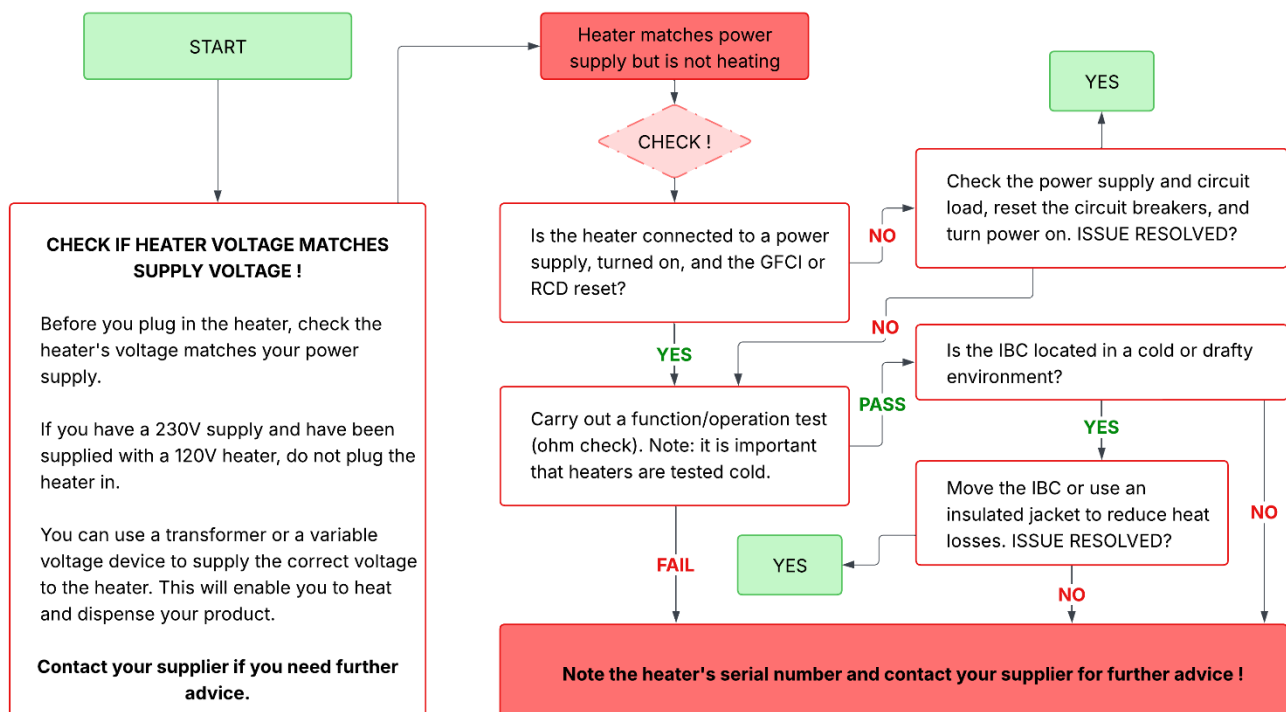 START
CHECK IF HEATER VOLTAGE MATCHES
SUPPLY VOLTAGE !
Before you plug in the heater, check the
heater's voltage matches your power
supply.
If you have a 230V supply and have been
supplied with a 120V heater, do not plug the
heater in.
You can use a transformer or a variable
voltage device to supply the correct voltage
to the heater. This will enable you to heat
and dispense your product.
Contact your supplier if you need further
advice.
Heater matches power
supply but is not heating
CHECK !
Is the heater connected to a power
supply, turned on, and the GFCI or
RCD reset?
NO
Check the power supply and circuit
load, reset the circuit breakers, and
turn power on. ISSUE RESOLVED?
YES
NO
YES
Carry out a function/operation test
(ohm check). Note: it is important
that heaters are tested cold.
PASS
Is the IBC located in a cold or drafty
environment?
YES
Move the IBC or use an
insulated jacket to reduce heat
losses. ISSUE RESOLVED?
YES
NO
NO
FAIL
Note the heater's serial number and contact your supplier for further advice !